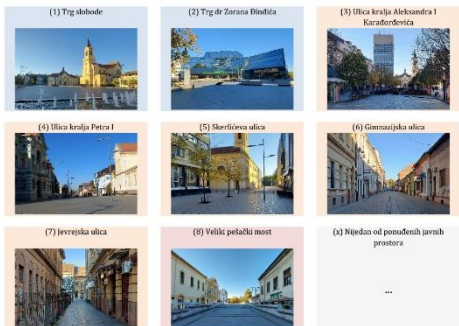 (1) Trg slobode
(2) Trg dr Zorana Đinđića
(3) Ulica kralja Aleksandra I
Karađorđevića
(4) Ulica kralja Petra I
(5) Skerlićeva ulica
(6) Gimnazijska ulica
(7) Jevrejska ulica
(8) Veliki pešački most
(x) Nijedan od ponuđenih javnih
prostora
...